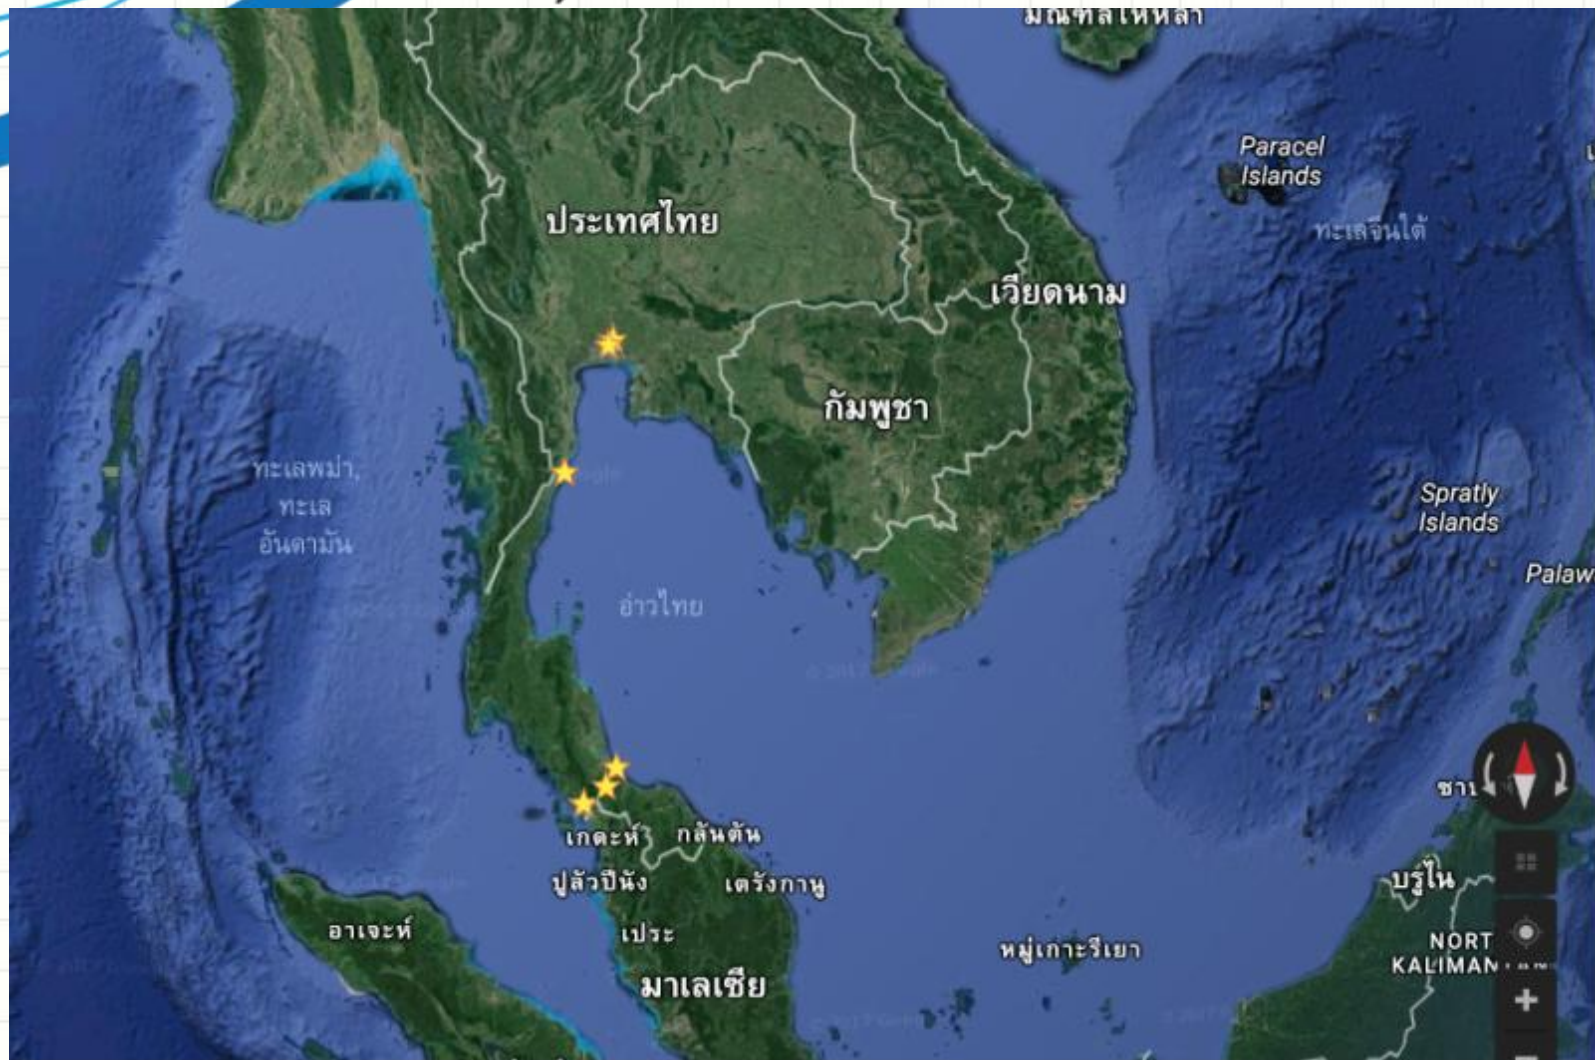 Paracel
Islands
ประเทศไทย
ทะเลจีนใต้
เวียดนาม
กัมพูชา
ทะเลพม่า,
ทะเล
อันดามัน
Spratly
Islands
Palaw
อ่าวไทย
เกดะห์
กลันตัน
ปูลัวปีนัง
เตรังกานู
บรูไน
อาเจะห์
เประ
หมู่เกาะรีเยา
NORT
KALIMAN
มาเลเซีย